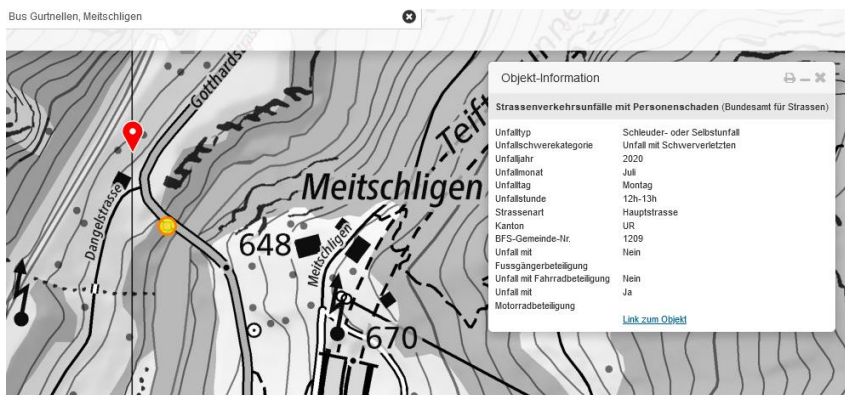 Bus Gurtnellen, Meitschligen
Objekt-Information
Strassenverkehrsunfälle mit Personenschaden (Bundesamt für Strassen)
Unfalltyp Schleuder- oder Selbstunfall
Unfallschwerekategorie Unfall mit Schwerverletzten
Unfalljahr 2020
Unfallmonat Juli
Unfalltag Montag
Unfallstunde 12h-13h
Strassenart Hauptstrasse
Kanton UR
BFS-Gemeinde-Nr. 1209
Unfall mit Nein
Fussgängerbeteiligung
Unfall mit Fahrradbeteiligung Nein
Unfall mit Ja
Motorradbeteiligung
Link zum Objekt
Gotthardstr
Dangelstrasse
Meitschligen
648
Meitschligen
670